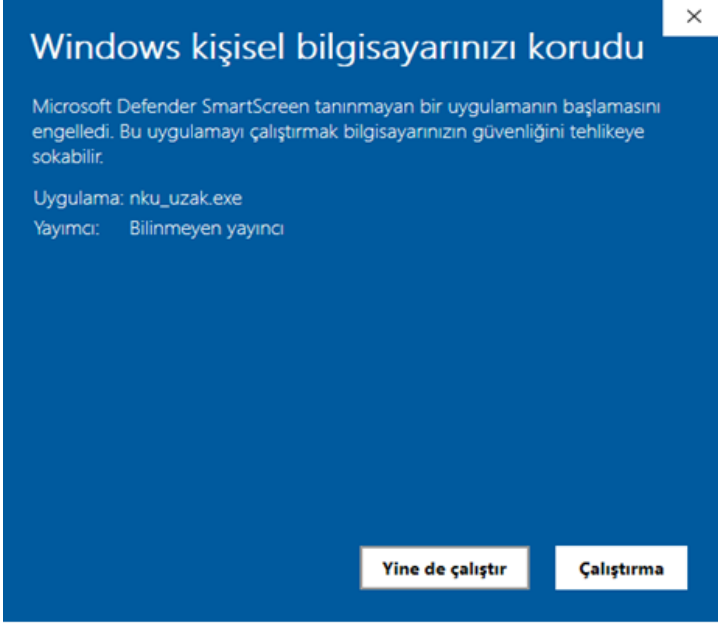 Windows kişisel bilgisayarınızı korudu
Microsoft Defender SmartScreen tanınmayan bir uygulamanın başlamasını
engelledi. Bu uygulamayı çalıştırmak bilgisayarınızın güvenliğini tehlikeye
sokabilir.
Uygulama: nku_uzak.exe
Yayımcı: Bilinmeyen yayıncı
Yine de çalıştır
Çalıştırma